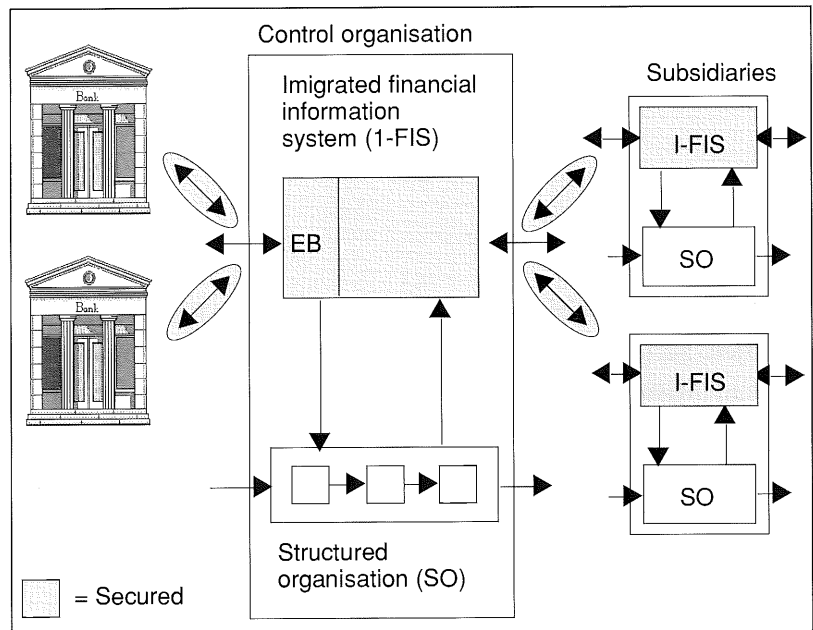 Control organisation
Imigrated financial
information
system (1-FIS)
Subsidiaries
Bank
EB
I-FIS
SO
Bank
I-FIS
SO
Structured
organisation (SO)
= Secured